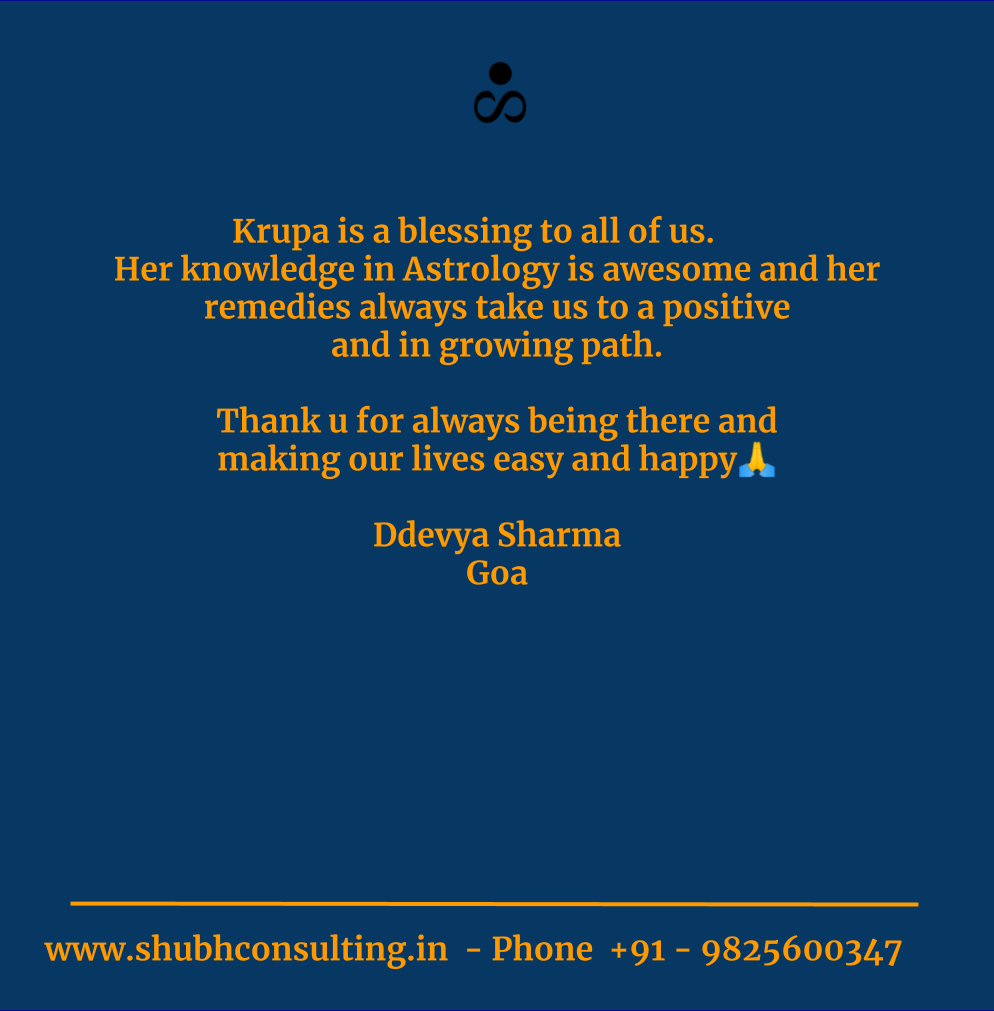 Krupa is a blessing to all of us.
Her knowledge in Astrology is awesome and her
remedies always take us to a positive
and in growing path.
Thank u for always being there and
making our lives easy and happy🙏
Ddevya Sharma
Goa
www.shubhconsulting.in - Phone +91 - 9825600347